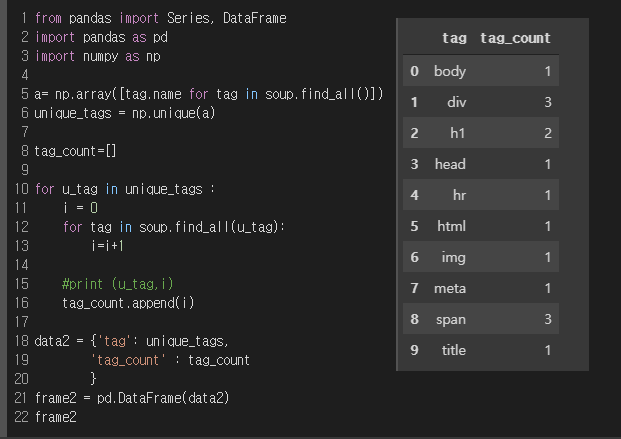 1 from pandas import Series, DataFrame
2 import pandas as pd
3 import numpy as np
4
5 a= np.array([tag.name for tag in soup.find_all()])
6 unique_tags = np.unique(a)
7
8 tag_count=[]
9
10 for u_tag in unique_tags :
11     i = 0
12     for tag in soup.find_all(u_tag):
13         i=i+1
14
15     #print (u_tag,i)
16     tag_count.append(i)
17
18 data2 = {'tag': unique_tags,
19         'tag_count' : tag_count
20         }
21 frame2 = pd.DataFrame(data2)
22 frame2
tag tag_count
0 body 1
1 div 3
2 h1 2
3 head 1
4 hr 1
5 html 1
6 img 1
7 meta 1
8 span 3
9 title 1